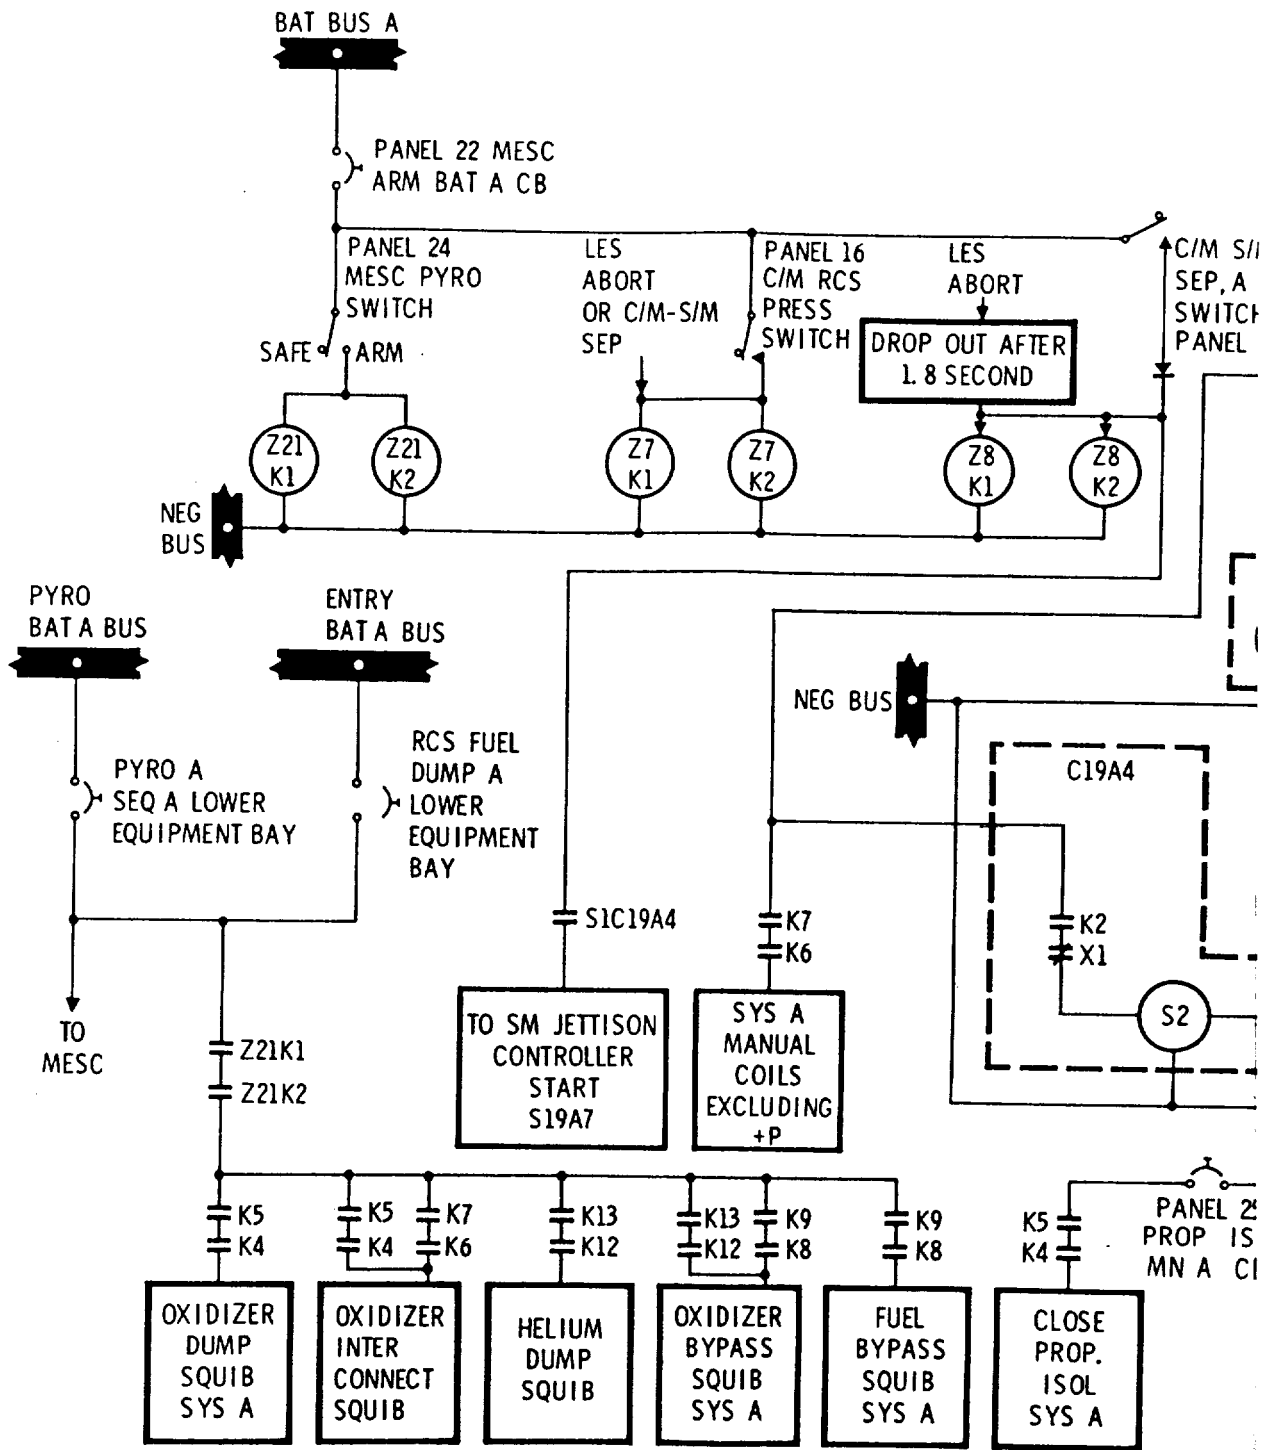 BAT BUS A
PANEL 22 MESC
ARM BAT A CB
PANEL 24
MESC PYRO
SWITCH
SAFE
ARM
LES
ABORT
OR C/M-S/M
SEP
PANEL 16
C/M RCS
PRESS
SWITCH
LES
ABORT
DROP OUT AFTER
1.8 SECOND
C/M S/
SEP, A
SWITCH
PANEL
Z21
K1
Z21
K2
Z7
K1
Z7
K2
Z8
K1
Z8
K2
NEG
BUS
PYRO
BAT A BUS
ENTRY
BAT A BUS
NEG BUS
PYRO A
SEQ A LOWER
EQUIPMENT BAY
RCS FUEL
DUMP A
LOWER
EQUIPMENT
BAY
C19A4
S1C19A4
K7
K6
K2
X1
S2
TO
MESC
TO SM JETTISON
CONTROLLER
START
S19A7
SYS A
MANUAL
COILS
EXCLUDING
+P
Z21K1
Z21K2
K5
K4
K5
K4
K7
K6
K13
K12
K13
K12
K9
K8
K9
K8
K5
K4
PANEL 2
PROP IS
MN A C
OXIDIZER
DUMP
SQUIB
SYS A
OXIDIZER
INTER
CONNECT
SQUIB
HELIUM
DUMP
SQUIB
OXIDIZER
BYPASS
SQUIB
SYS A
FUEL
BYPASS
SQUIB
SYS A
CLOSE
PROP.
ISOL
SYS A